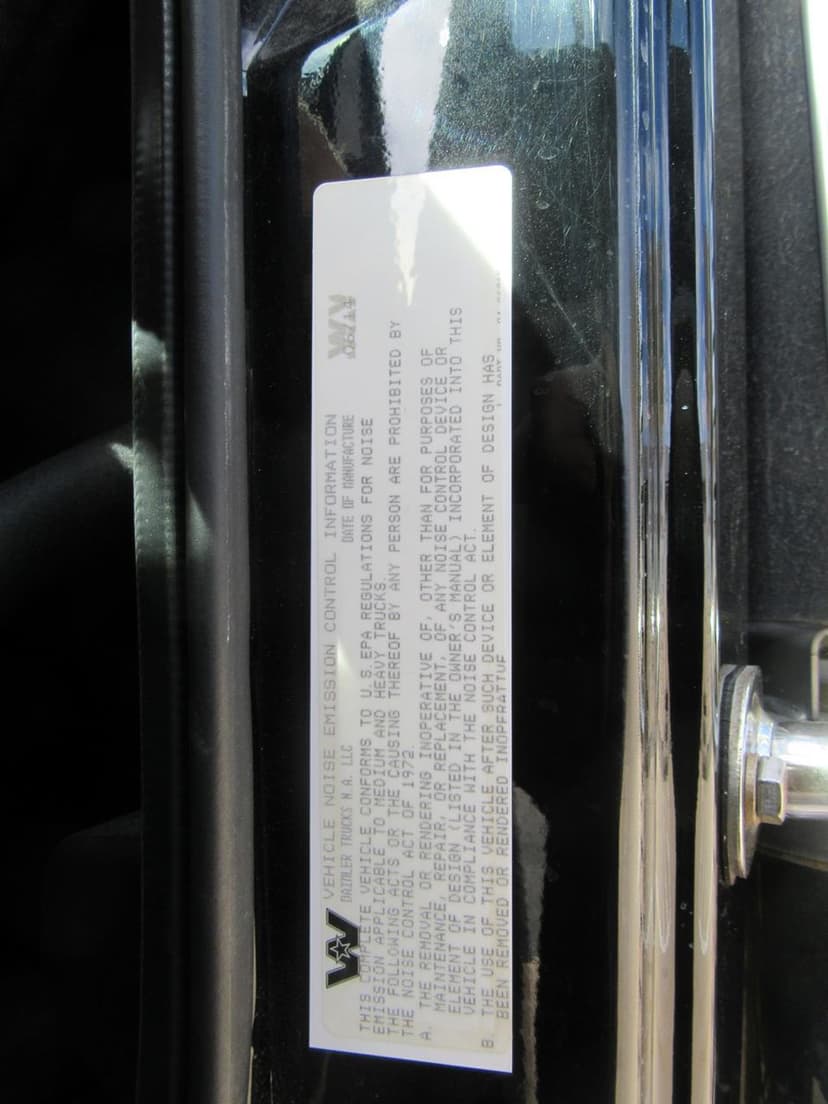 VEHICLE NOISE EMISSION CONTROL INFORMATION
DAIMLER TRUCKS N.A. LLC DATE OF MANUFACTURE
THIS COMPLETE VEHICLE CONFORMS TO U.S.EPA REGULATIONS FOR NOISE
EMISSION APPLICABLE TO MEDIUM AND HEAVY TRUCKS.
THE FOLLOWING ACTS OR THE CAUSING THEREOF BY ANY PERSON ARE PROHIBITED BY
THE NOISE CONTROL ACT OF 1972.
A. THE REMOVAL OR RENDERING INOPERATIVE OF, OTHER THAN FOR PURPOSES OF
MAINTENANCE, REPAIR, OR REPLACEMENT, OF ANY NOISE CONTROL DEVICE OR
ELEMENT OF DESIGN (LISTED IN THE OWNER'S MANUAL) INCORPORATED INTO THIS
VEHICLE IN COMPLIANCE WITH THE NOISE CONTROL ACT.
B THE USE OF THIS VEHICLE AFTER SUCH DEVICE OR ELEMENT OF DESIGN HAS
BEEN REMOVED OR RENDERED INOPERATIVE